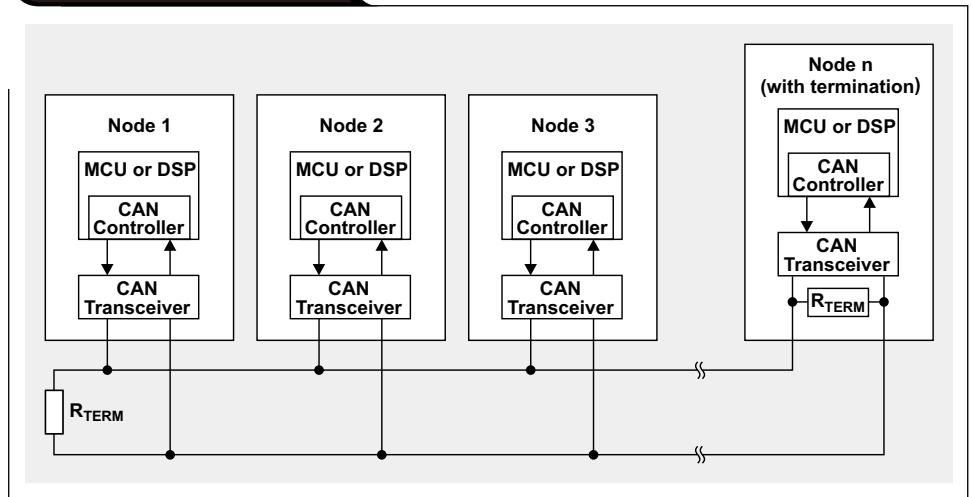 Node 1
MCU or DSP
CAN
Controller
CAN
Transceiver
Node 2
MCU or DSP
CAN
Controller
CAN
Transceiver
Node 3
MCU or DSP
CAN
Controller
CAN
Transceiver
Node n
(with termination)
MCU or DSP
CAN
Controller
CAN
Transceiver
RTERM
RTERM